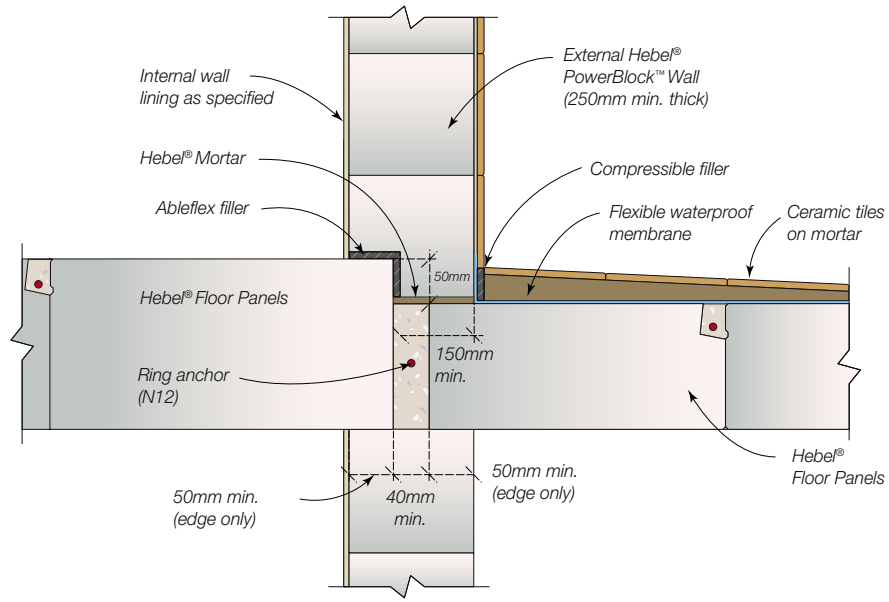 Internal wall
lining as specified
External Hebel®
PowerBlock™ Wall
(250mm min. thick)
Hebel® Mortar
Compressible filler
Ableflex filler
Flexible waterproof
membrane
Ceramic tiles
on mortar
50mm
Hebel® Floor Panels
150mm
min.
Ring anchor
(N12)
Hebel®
Floor Panels
50mm min.
(edge only)
40mm
min.
50mm min.
(edge only)